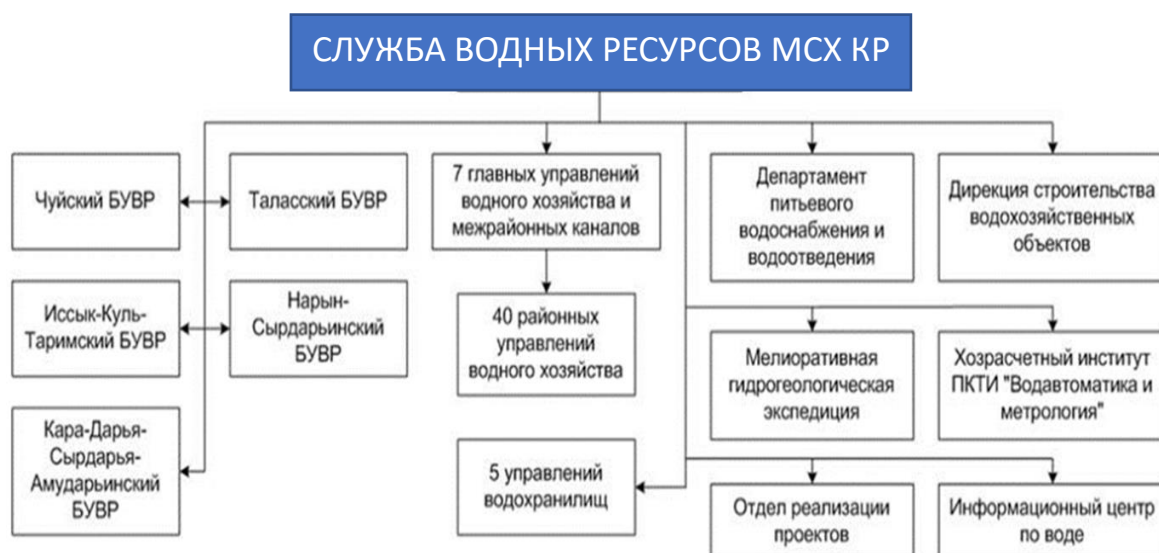 СЛУЖБА ВОДНЫХ РЕСУРСОВ МСХ КР
Чуйский БУВР
Таласский БУВР
7 главных управлений
водного хозяйства и
межрайонных каналов
Департамент
питьевого
водоснабжения и
водоотведения
Дирекция строительства
водохозяйственных
объектов
Иссык-Куль-
Таримский БУВР
Нарын-
Сырдарьинский
БУВР
40 районных
управлений
водного хозяйства
Мелиоративная
гидрогеологическая
экспедиция
Хозрасчетный институт
ПКТИ "Водавтоматика и
метрология"
Кара-Дарья-
Сырдарья-
Амударьинский
БУВР
5 управлений
водохранилищ
Отдел реализации
проектов
Информационный центр
по воде